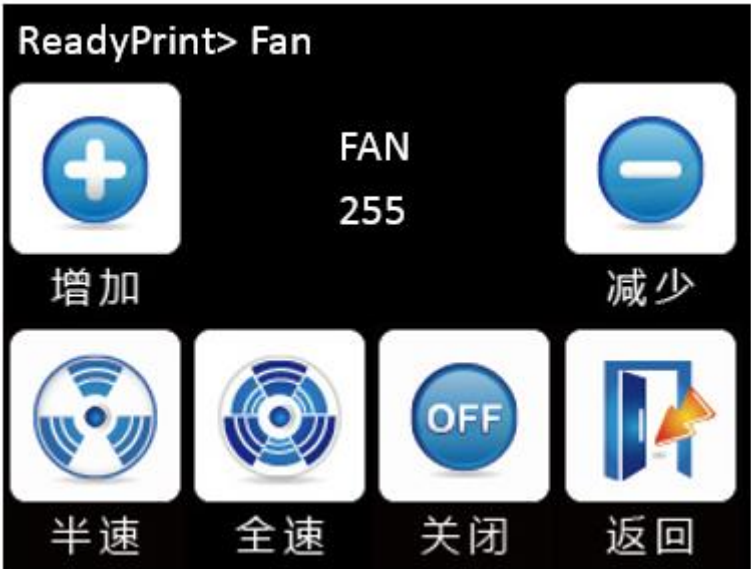 ReadyPrint> Fan
FAN
255
增加
减少
OFF
半速
全速
关闭
返回